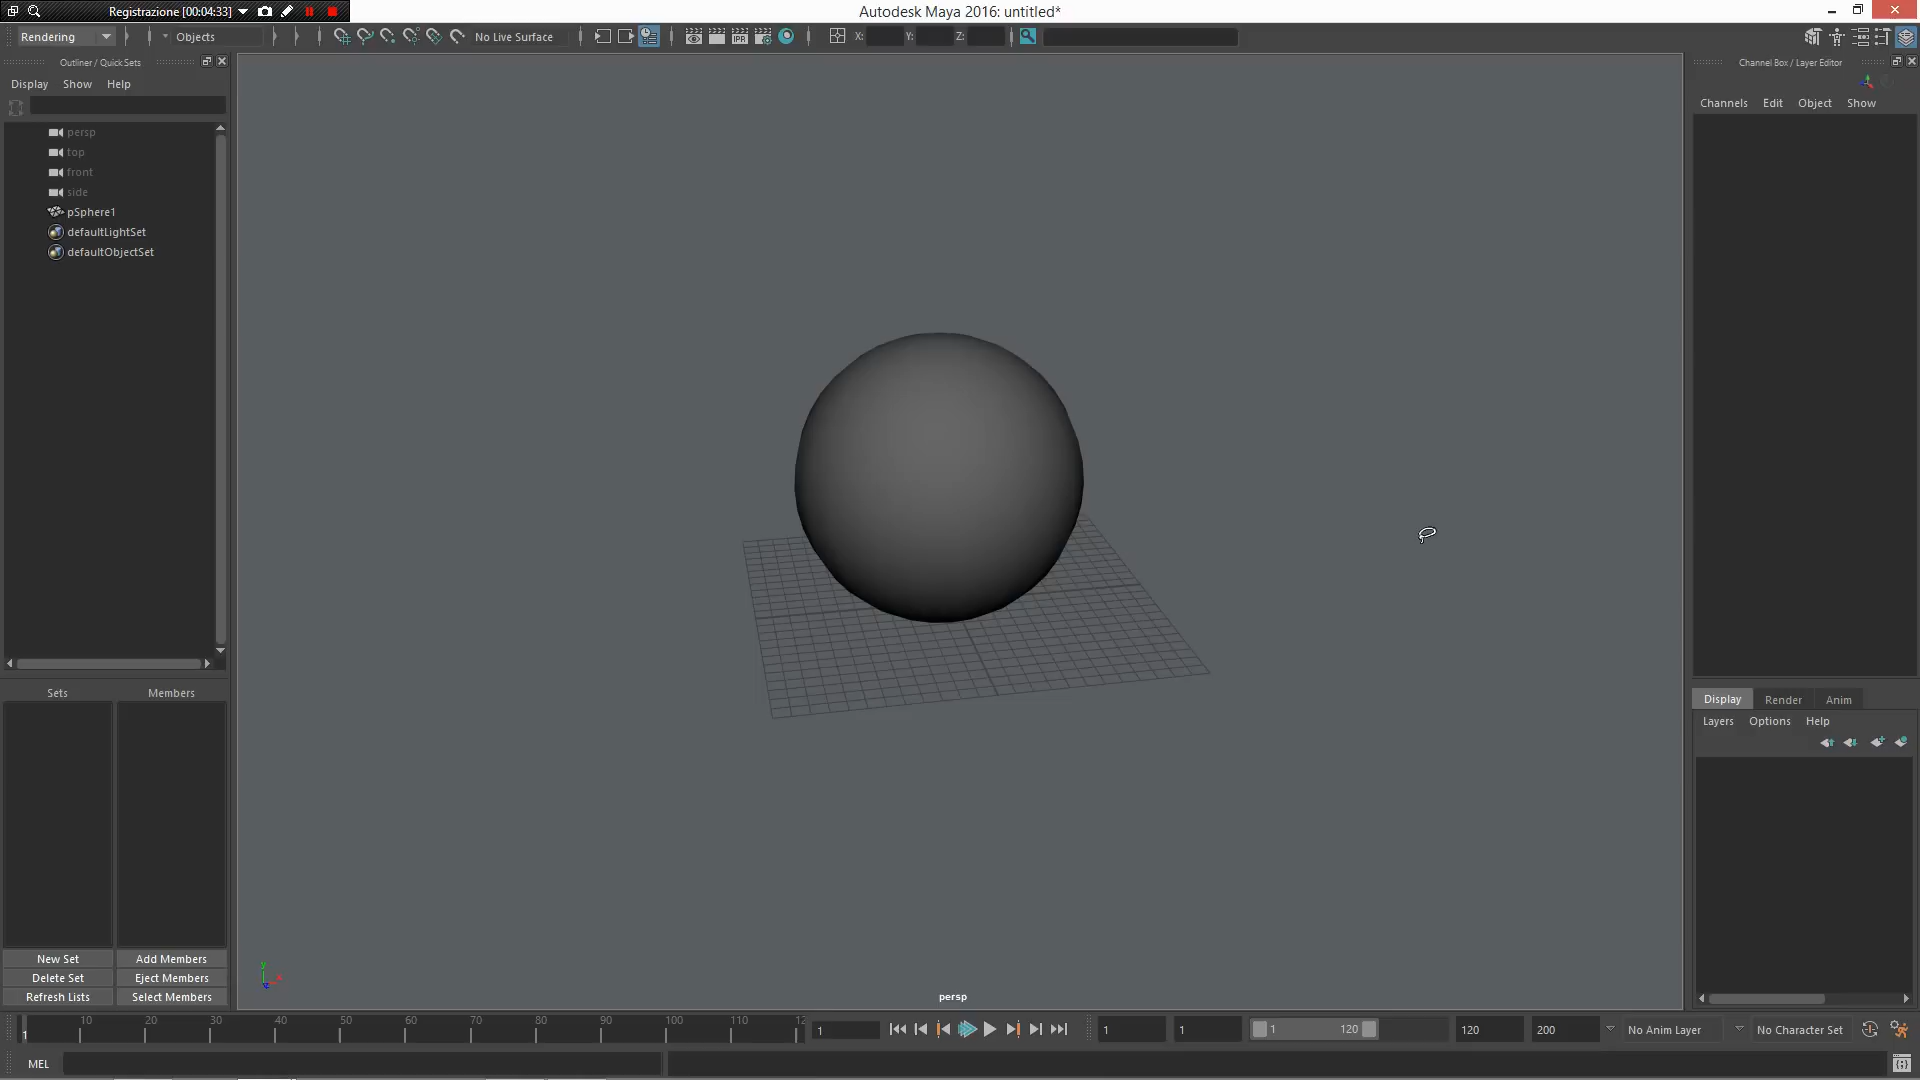 Registrazione [00:04:33]
Autodesk Maya 2016: untitled*
Rendering
Objects
No Live Surface
X:
Y:
Z:
Outliner / Quick Sets
Display Show Help
persp
top
front
side
pSphere1
defaultLightSet
defaultObjectSet
Sets Members
New Set Add Members
Delete Set Eject Members
Refresh Lists Select Members
Channel Box / Layer Editor
Channels Edit Object Show
Display Render Anim
Layers Options Help
y
persp
1 10 20 30 40 50 60 70 80 90 100 110 12
1
1
1
1 120
120
200
No Anim Layer
No Character Set
MEL